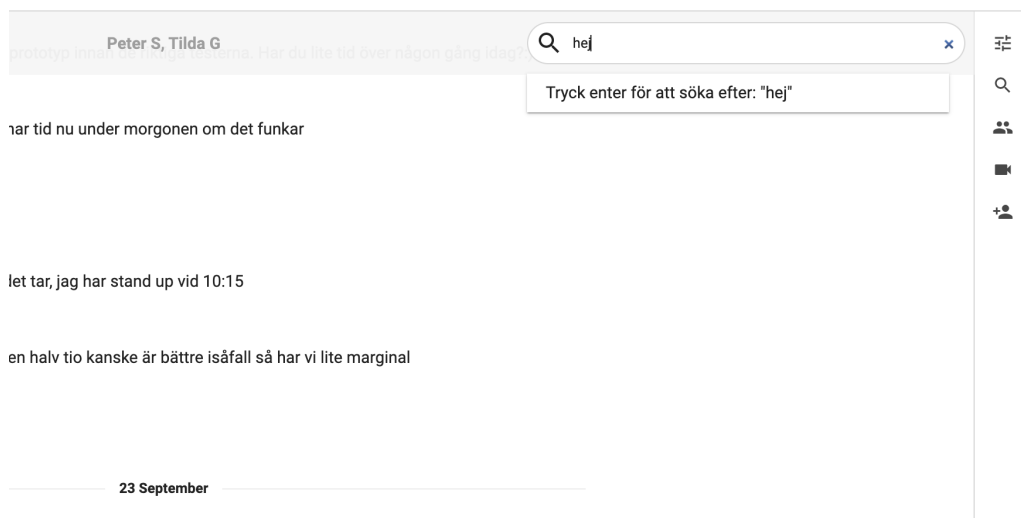 Peter S, Tilda G
prototyp innan de riktiga testerna. Har du lite tid över någon gång idag?
hej
Tryck enter för att söka efter: "hej"
har tid nu under morgonen om det funkar
det tar, jag har stand up vid 10:15
en halv tio kanske är bättre isåfall så har vi lite marginal
23 September